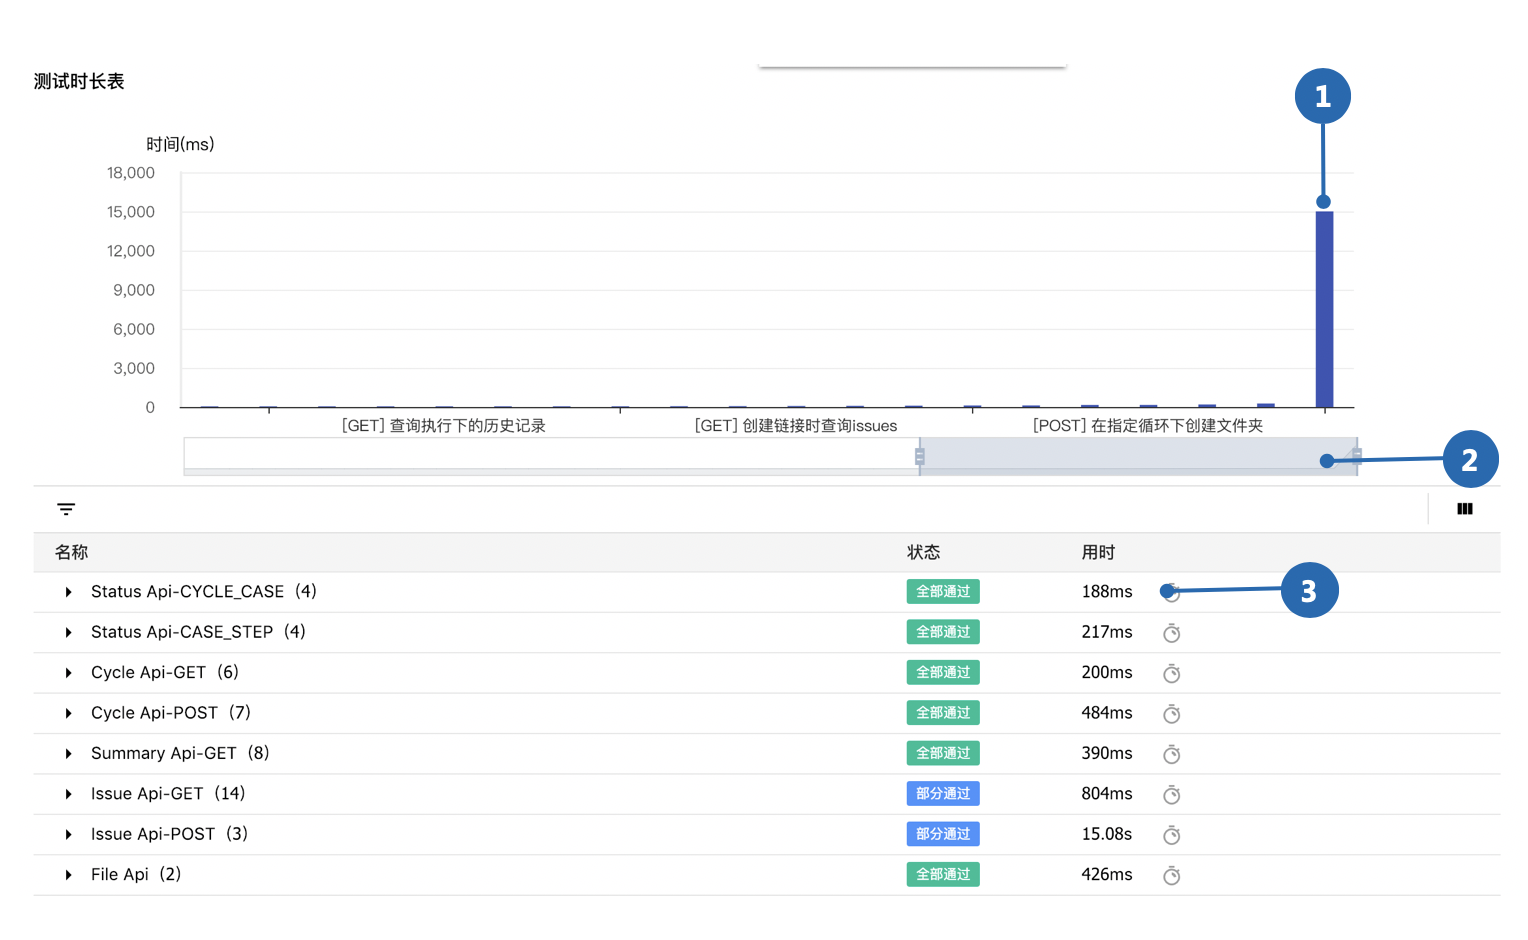 测试时长表
1
时间(ms)
18,000
15,000
12,000
9,000
6,000
3,000
0
[GET] 查询执行下的历史记录 [GET] 创建链接时查询issues [POST] 在指定循环下创建文件夹
2
名称 状态 用时
Status Api-CYCLE_CASE (4) 全部通过 188ms 3
Status Api-CASE_STEP (4) 全部通过 217ms
Cycle Api-GET (6) 全部通过 200ms
Cycle Api-POST (7) 全部通过 484ms
Summary Api-GET (8) 全部通过 390ms
Issue Api-GET (14) 部分通过 804ms
Issue Api-POST (3) 部分通过 15.08s
File Api (2) 全部通过 426ms